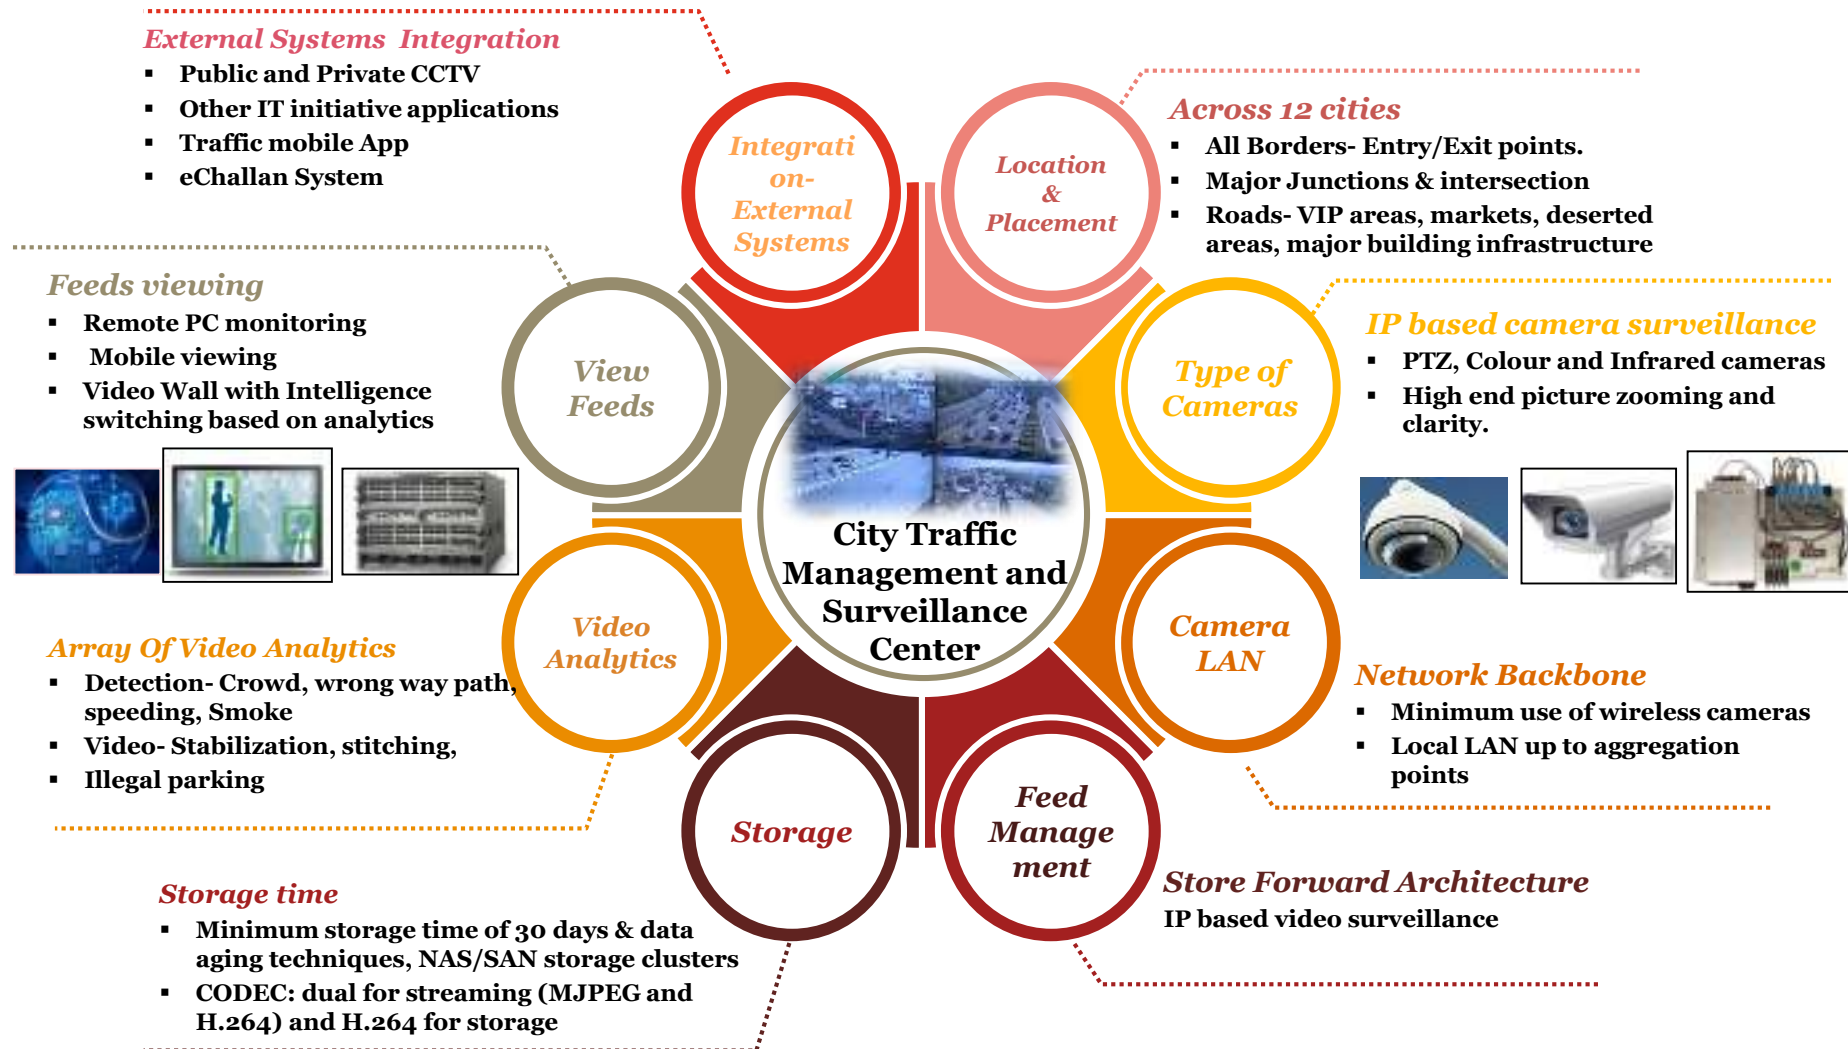 External Systems Integration
▪ Public and Private CCTV
▪ Other IT initiative applications
▪ Traffic mobile App
▪ eChallan System
Integrati
on-
External
Systems
Location
&
Placement
Across 12 cities
▪ All Borders- Entry/Exit points.
▪ Major Junctions & intersection
▪ Roads- VIP areas, markets, deserted
areas, major building infrastructure
Feeds viewing
▪ Remote PC monitoring
▪ Mobile viewing
▪ Video Wall with Intelligence
switching based on analytics
View
Feeds
Type of
Cameras
IP based camera surveillance
▪ PTZ, Colour and Infrared cameras
▪ High end picture zooming and
clarity.
City Traffic
Management and
Surveillance
Center
Array Of Video Analytics
▪ Detection- Crowd, wrong way path,
speeding, Smoke
▪ Video- Stabilization, stitching,
▪ Illegal parking
Video
Analytics
Camera
LAN
Network Backbone
▪ Minimum use of wireless cameras
▪ Local LAN up to aggregation
points
Storage
Feed
Manage
ment
Storage time
▪ Minimum storage time of 30 days & data
aging techniques, NAS/SAN storage clusters
▪ CODEC: dual for streaming (MJPEG and
H.264) and H.264 for storage
Store Forward Architecture
IP based video surveillance